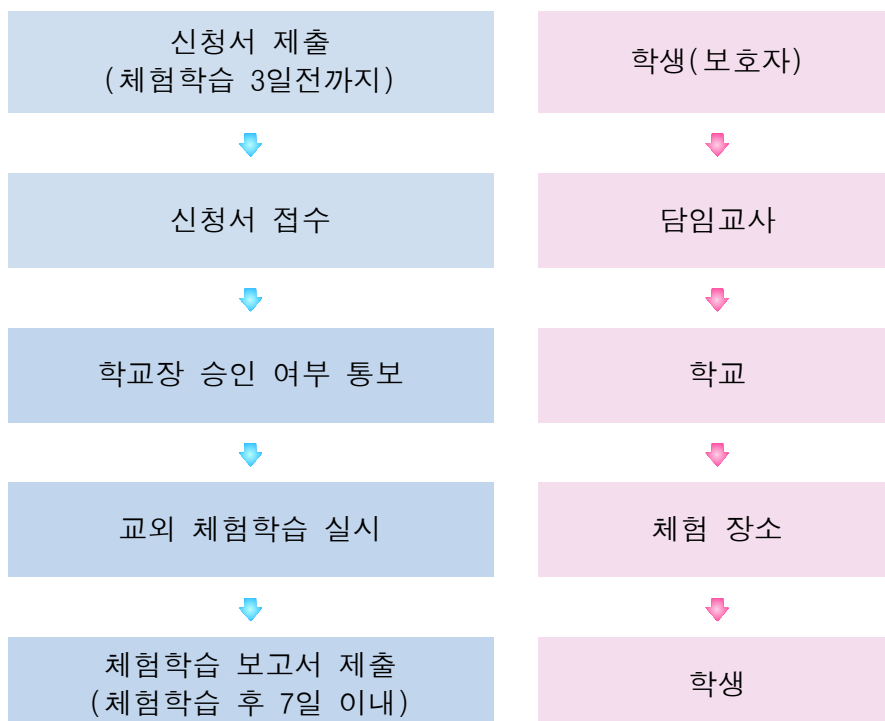 신청서 제출
(체험학습 3일전까지)
학생(보호자)
신청서 접수
담임교사
학교장 승인 여부 통보
학교
교외 체험학습 실시
체험 장소
체험학습 보고서 제출
(체험학습 후 7일 이내)
학생